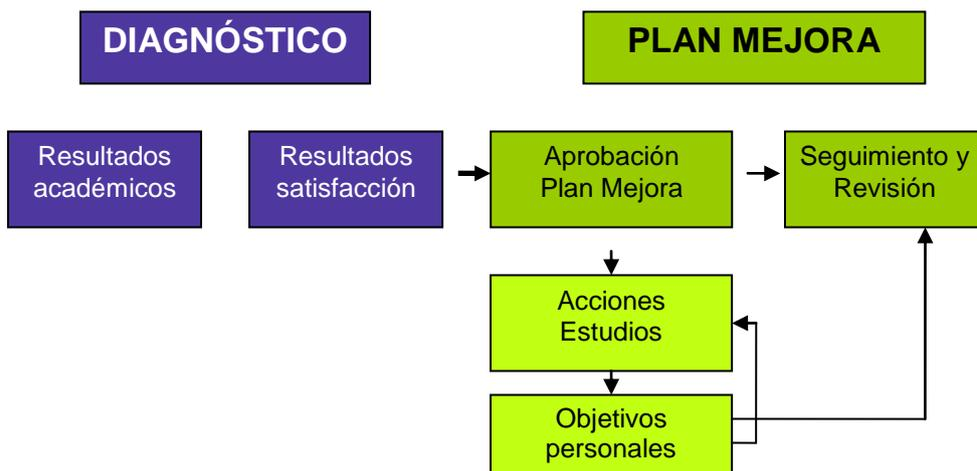 DIAGNÓSTICO
PLAN MEJORA
Resultados
académicos
Resultados
satisfacción
Aprobación
Plan Mejora
Seguimiento y
Revisión
Acciones
Estudios
Objetivos
personales